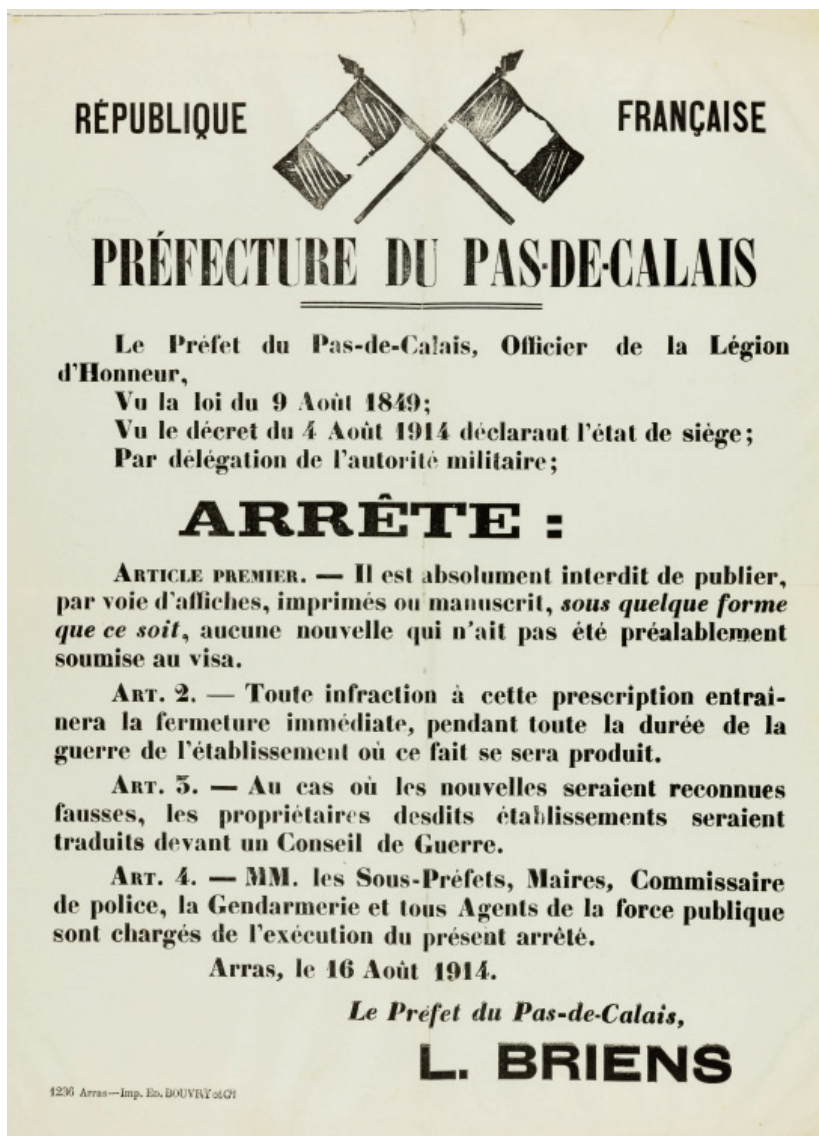 RÉPUBLIQUE FRANÇAISE
PRÉFECTURE DU PAS-DE-CALAIS
Le Préfet du Pas-de-Calais, Officier de la Légion
d'Honneur,
Vu la loi du 9 Août 1849;
Vu le décret du 4 Août 1914 déclarant l'état de siège;
Par délégation de l'autorité militaire;
ARRÊTE :
ARTICLE PREMIER. — Il est absolument interdit de publier,
par voie d'affiches, imprimés ou manuscrit, sous quelque forme
que ce soit, aucune nouvelle qui n'ait pas été préalablement
soumise au visa.
ART. 2. — Toute infraction à cette prescription entrai-
nera la fermeture immédiate, pendant toute la durée de la
guerre de l'établissement où ce fait se sera produit.
ART. 3. — Au cas où les nouvelles seraient reconnues
fausses, les propriétaires desdits établissements seraient
traduits devant un Conseil de Guerre.
ART. 4. — MM. les Sous-Préfets, Maires, Commissaire
de police, la Gendarmerie et tous Agents de la force publique
sont chargés de l'exécution du présent arrêté.
Arras, le 16 Août 1914.
Le Préfet du Pas-de-Calais,
L. BRIENS
1236 Arras—Imp. ED. BOUVRY et Cie